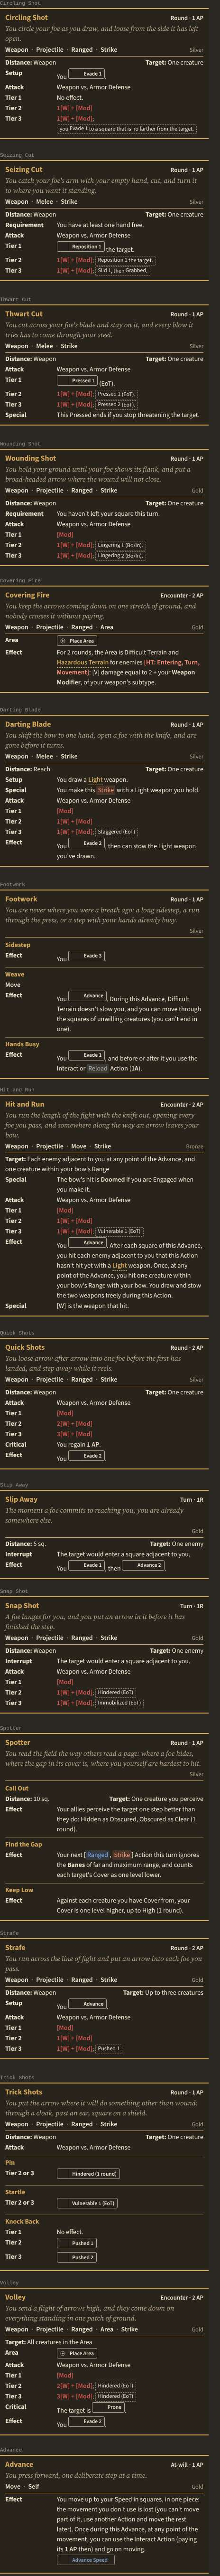 Circling Shot
Circling Shot Round · 1 AP
You circle your foe as you draw, and loose from the side it has left
open.
Weapon · Projectile · Ranged · Strike Silver
Distance: Weapon Target: One creature
Setup You Evade 1.
Attack Weapon vs. Armor Defense
Tier 1 No effect.
Tier 2 1[W] + [Mod]
Tier 3 1[W] + [Mod];
you Evade 1 to a square that is no farther from the target.
Seizing Cut
Seizing Cut Round · 1 AP
You catch your foe's arm with your empty hand, cut, and turn it
to where you want it standing.
Weapon · Melee · Strike Silver
Distance: Weapon Target: One creature
Requirement You have at least one hand free.
Attack Weapon vs. Armor Defense
Tier 1 Reposition 1 the target.
Tier 2 1[W] + [Mod]; Reposition 1 the target.
Tier 3 1[W] + [Mod]; Slid 1, then Grabbed.
Thwart Cut
Thwart Cut Round · 1 AP
You cut across your foe's blade and stay on it, and every blow it
tries has to come through your steel.
Weapon · Melee · Strike Silver
Distance: Weapon Target: One creature
Attack Weapon vs. Armor Defense
Tier 1 Pressed 1 (EoT).
Tier 2 1[W] + [Mod]; Pressed 1 (EoT).
Tier 3 1[W] + [Mod]; Pressed 2 (EoT).
Special This Pressed ends if you stop threatening the target.
Wounding Shot
Wounding Shot Round · 1 AP
You hold your ground until your foe shows its flank, and put a
broad-headed arrow where the wound will not close.
Weapon · Projectile · Ranged · Strike Gold
Distance: Weapon Target: One creature
Requirement You haven't left your square this turn.
Attack Weapon vs. Armor Defense
Tier 1 [Mod]
Tier 2 1[W] + [Mod]; Lingering 1 (Bo/In).
Tier 3 1[W] + [Mod]; Lingering 2 (Bo/In).
Covering Fire
Covering Fire Encounter · 2 AP
You keep the arrows coming down on one stretch of ground, and
nobody crosses it without paying.
Weapon · Projectile · Ranged · Area Gold
Area Place Area
Effect For 2 rounds, the Area is Difficult Terrain and
Hazardous Terrain for enemies [HT: Entering, Turn,
Movement]: [V] damage equal to 2 + your Weapon
Modifier, of your weapon's subtype.
Darting Blade
Darting Blade Round · 1 AP
You shift the bow to one hand, open a foe with the knife, and are
gone before it turns.
Weapon · Melee · Strike Silver
Distance: Reach Target: One creature
Setup You draw a Light weapon.
Special You make this Strike with a Light weapon you hold.
Attack Weapon vs. Armor Defense
Tier 1 [Mod]
Tier 2 1[W] + [Mod]
Tier 3 1[W] + [Mod]; Staggered (EoT)
Effect You Evade 2, then can stow the Light weapon
you've drawn.
Footwork
Footwork Round · 1 AP
You are never where you were a breath ago: a long sidestep, a run
through the press, or a step with your hands already busy.
Silver
Sidestep
Effect You Evade 3.
Weave
Move
Effect You Advance. During this Advance, Difficult
Terrain doesn't slow you, and you can move through
the squares of unwilling creatures (you can't end in
one).
Hands Busy
Effect You Evade 1, and before or after it you use the
Interact or Reload Action (1A).
Hit and Run
Hit and Run Encounter · 2 AP
You run the length of the fight with the knife out, opening every
foe you pass, and somewhere along the way an arrow leaves your
bow.
Weapon · Projectile · Move · Strike Bronze
Target: Each enemy adjacent to you at any point of the Advance, and
one creature within your bow's Range
Special The bow's hit is Doomed if you are Engaged when
you make it.
Attack Weapon vs. Armor Defense
Tier 1 [Mod]
Tier 2 1[W] + [Mod]
Tier 3 1[W] + [Mod]; Vulnerable 1 (EoT)
Effect You Advance. After each square of this Advance,
you hit each enemy adjacent to you that this Action
hasn't hit yet with a Light weapon. Once, at any
point of the Advance, you hit one creature within
your bow's Range with your bow. You draw and stow
the two weapons freely during this Action.
Special [W] is the weapon that hit.
Quick Shots
Quick Shots Round · 2 AP
You loose arrow after arrow into one foe before the first has
landed, and step away while it reels.
Weapon · Projectile · Ranged · Strike Silver
Distance: Weapon Target: One creature
Attack Weapon vs. Armor Defense
Tier 1 [Mod]
Tier 2 2[W] + [Mod]
Tier 3 3[W] + [Mod]
Critical You regain 1 AP.
Effect You Evade 2.
Slip Away
Slip Away Turn · 1R
The moment a foe commits to reaching you, you are already
somewhere else.
Gold
Distance: 5 sq. Target: One enemy
Interrupt The target would enter a square adjacent to you.
Effect You Evade 1, then Advance 2.
Snap Shot
Snap Shot Turn · 1R
A foe lunges for you, and you put an arrow in it before it has
finished the step.
Weapon · Projectile · Ranged · Strike Gold
Distance: Weapon Target: One enemy
Interrupt The target would enter a square adjacent to you.
Attack Weapon vs. Armor Defense
Tier 1 [Mod]
Tier 2 1[W] + [Mod]; Hindered (EoT)
Tier 3 1[W] + [Mod]; Immobilized (EoT)
Spotter
Spotter Round · 1 AP
You read the field the way others read a page: where a foe hides,
where the gap in its cover is, where you yourself are hardest to hit.
Silver
Call Out
Distance: 10 sq. Target: One creature you perceive
Effect Your allies perceive the target one step better than
they do: Hidden as Obscured, Obscured as Clear (1
round).
Find the Gap
Effect Your next [ Ranged , Strike ] Action this turn ignores
the Banes of far and maximum range, and counts
each target's Cover as one level lower.
Keep Low
Effect Against each creature you have Cover from, your
Cover is one level higher, up to High (1 round).
Strafe
Strafe Round · 2 AP
You run across the line of fight and put an arrow into each foe you
pass.
Weapon · Projectile · Ranged · Strike Gold
Distance: Weapon Target: Up to three creatures
Setup You Advance.
Attack Weapon vs. Armor Defense
Tier 1 [Mod]
Tier 2 1[W] + [Mod]
Tier 3 1[W] + [Mod]; Pushed 1
Trick Shots
Trick Shots Round · 1 AP
You put the arrow where it will do something other than wound:
through a cloak, past an ear, square on a shield.
Weapon · Projectile · Ranged · Strike Gold
Distance: Weapon Target: One creature
Attack Weapon vs. Armor Defense
Pin
Tier 2 or 3 Hindered (1 round)
Startle
Tier 2 or 3 Vulnerable 1 (EoT)
Knock Back
Tier 1 No effect.
Tier 2 Pushed 1
Tier 3 Pushed 2
Volley
Volley Encounter · 2 AP
You send a flight of arrows high, and they come down on
everything standing in one patch of ground.
Weapon · Projectile · Ranged · Area · Strike Gold
Target: All creatures in the Area
Area Place Area
Attack Weapon vs. Armor Defense
Tier 1 [Mod]
Tier 2 2[W] + [Mod]; Hindered (EoT)
Tier 3 3[W] + [Mod]; Hindered (EoT)
Critical The target is Prone.
Effect You Evade 2.
Advance
Advance At-will · 1 AP
You press forward, one deliberate step at a time.
Move · Self
Effect You move up to your Speed in squares, in one piece:
the movement you don't use is lost (you can't move
part of it, use another Action, and move the rest
later). Once during this Advance, at any point of the
movement, you can use the Interact Action (paying
its 1 AP then) and go on moving.
Advance Speed